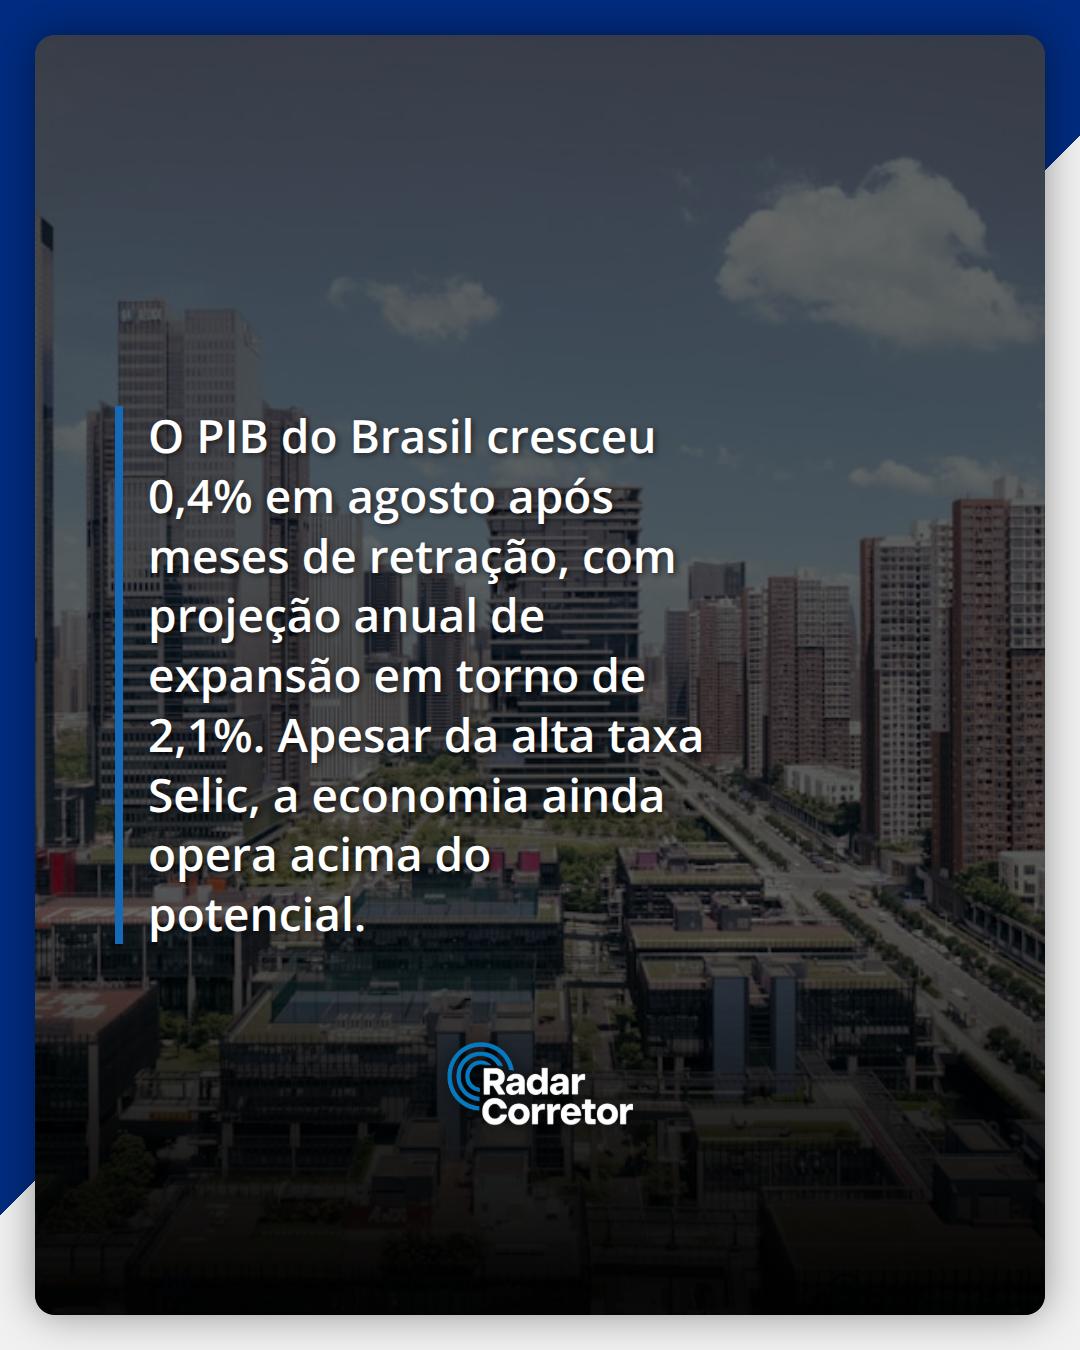 O PIB do Brasil cresceu
0,4% em agosto após
meses de retração, com
projeção anual de
expansão em torno de
2,1%. Apesar da alta taxa
Selic, a economia ainda
opera acima do
potencial.
Radar
Corretor